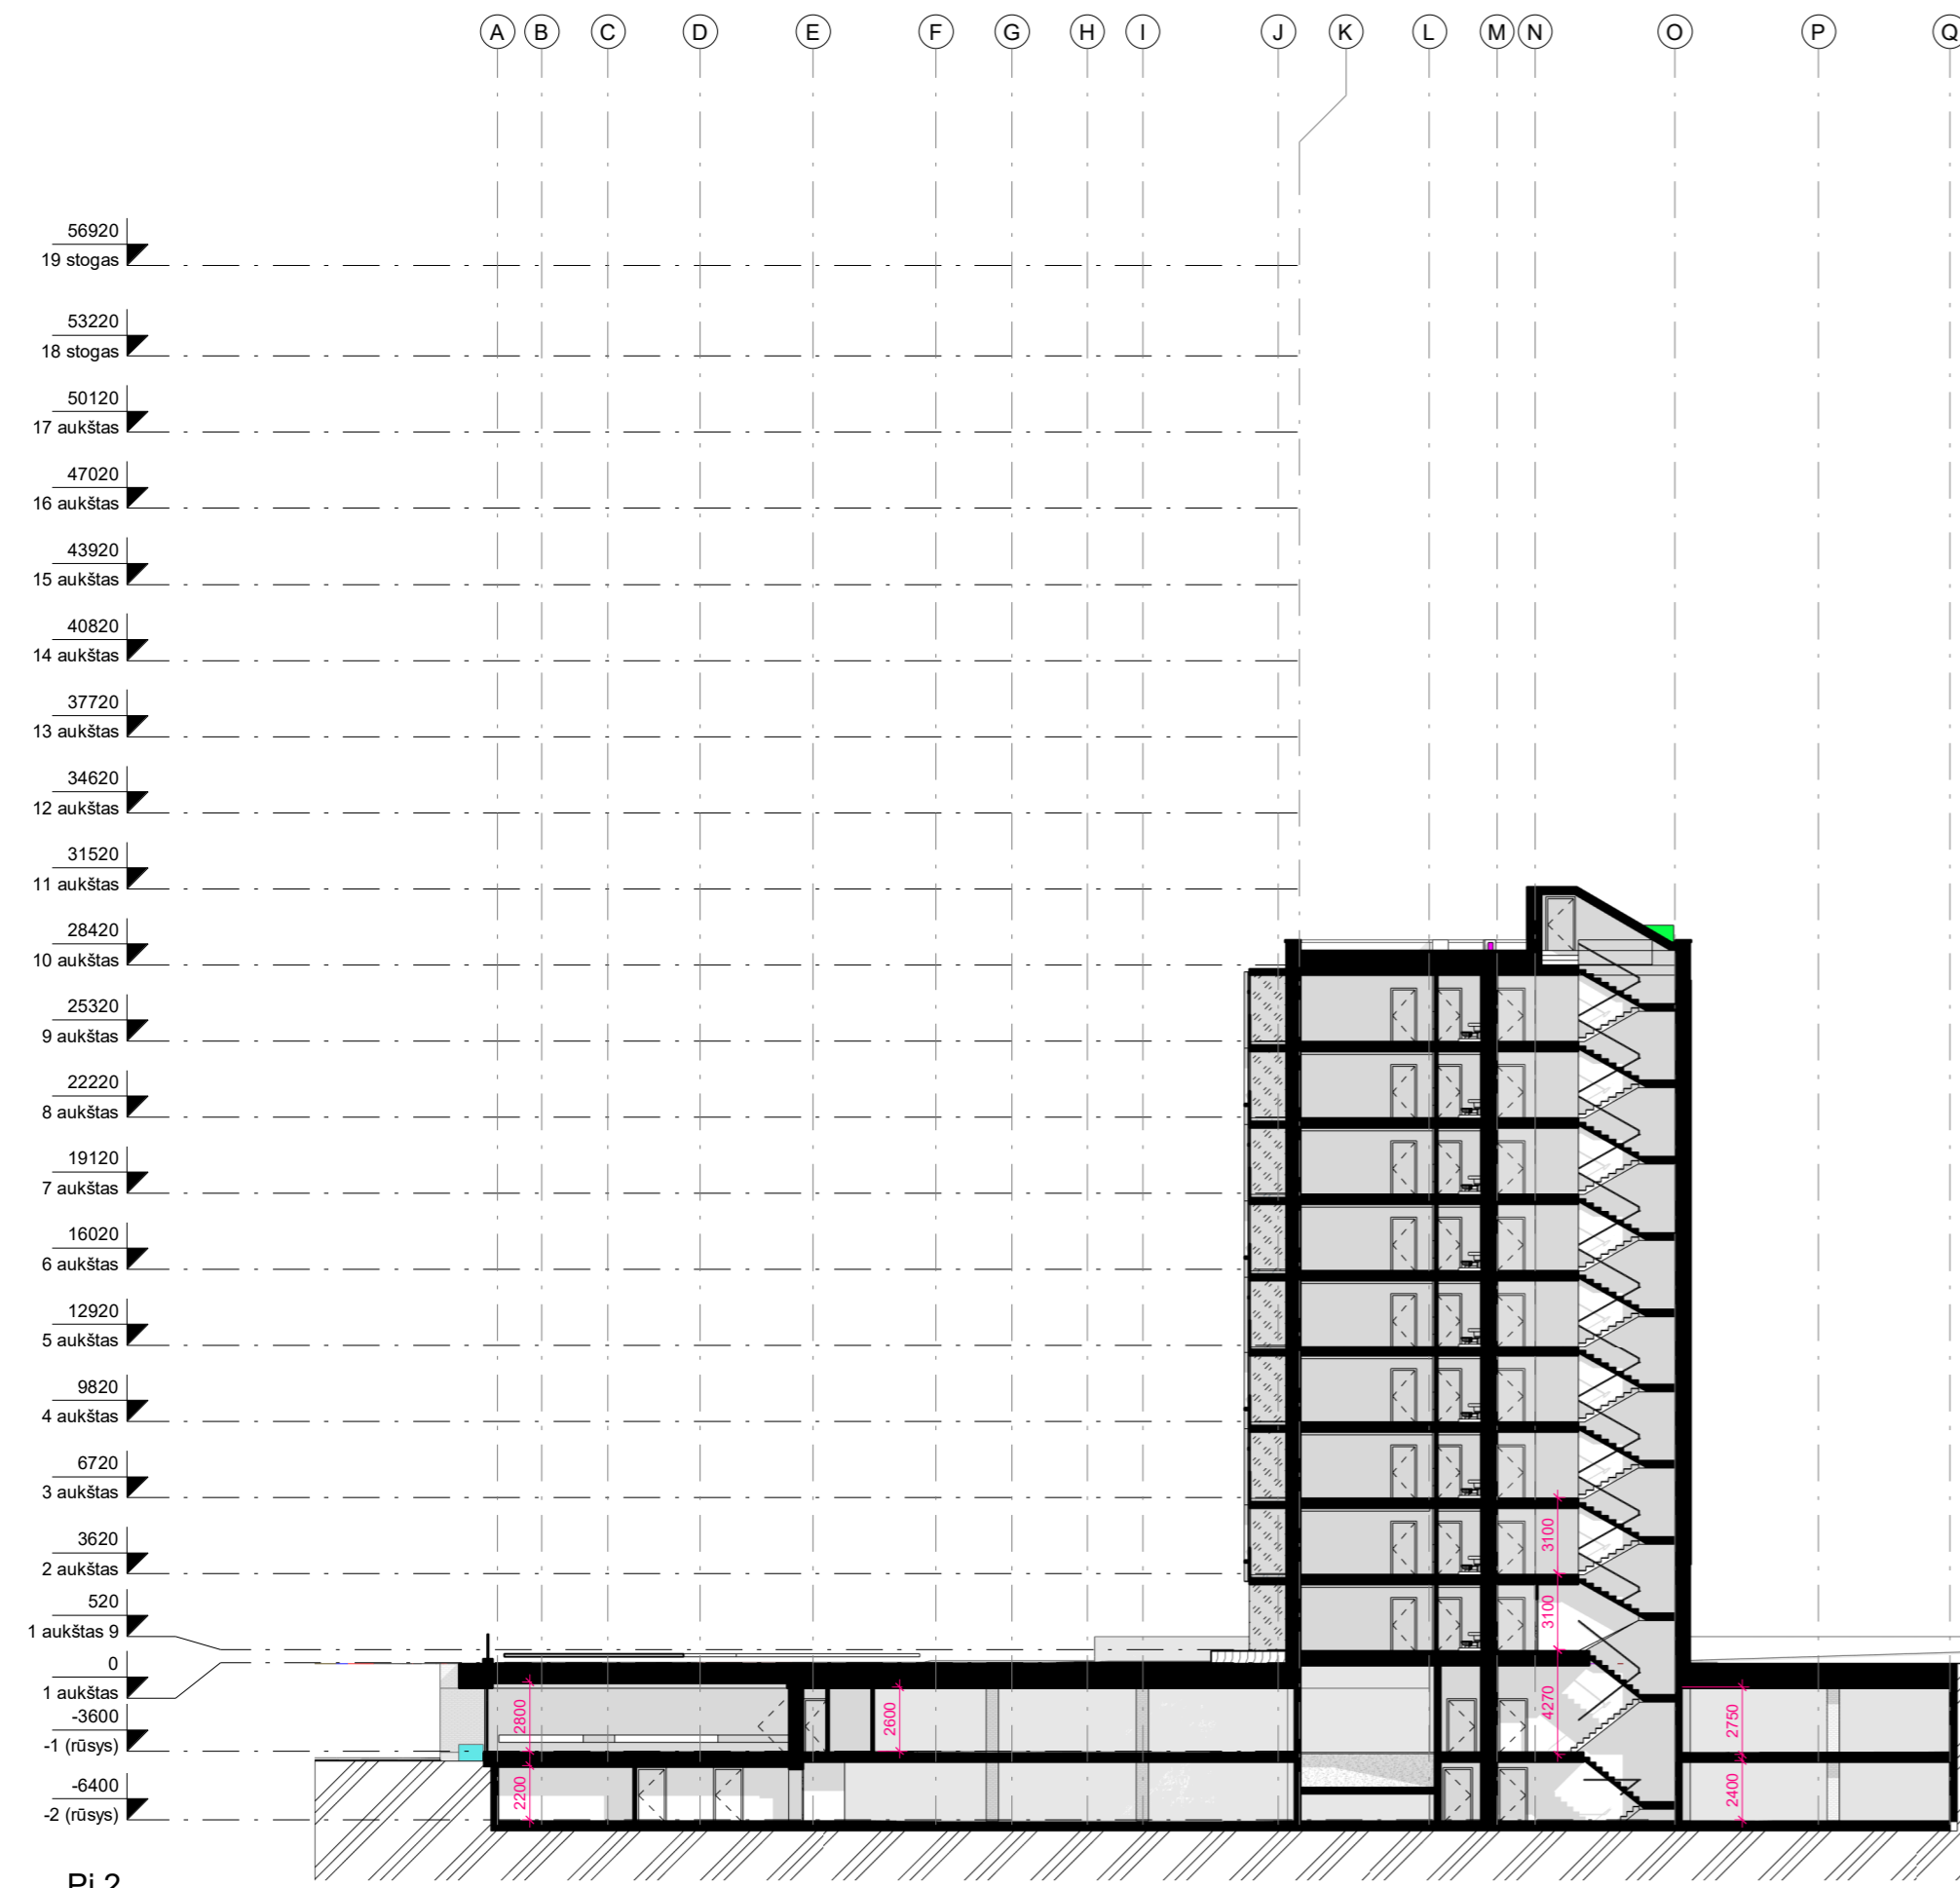 A B C D E F G H I J K L M N O P Q
56920
19 stogas
53220
18 stogas
50120
17 aukštas
47020
16 aukštas
43920
15 aukštas
40820
14 aukštas
37720
13 aukštas
34620
12 aukštas
31520
11 aukštas
28420
10 aukštas
25320
9 aukštas
22220
8 aukštas
19120
7 aukštas
16020
6 aukštas
12920
5 aukštas
9820
4 aukštas
6720
3 aukštas
3620
2 aukštas
520
1 aukštas 9
0
1 aukštas
-3600
-1 (rūsys)
-6400
-2 (rūsys)
3100
3100
4270
2800
2600
2750
2200
2400
Pj 2